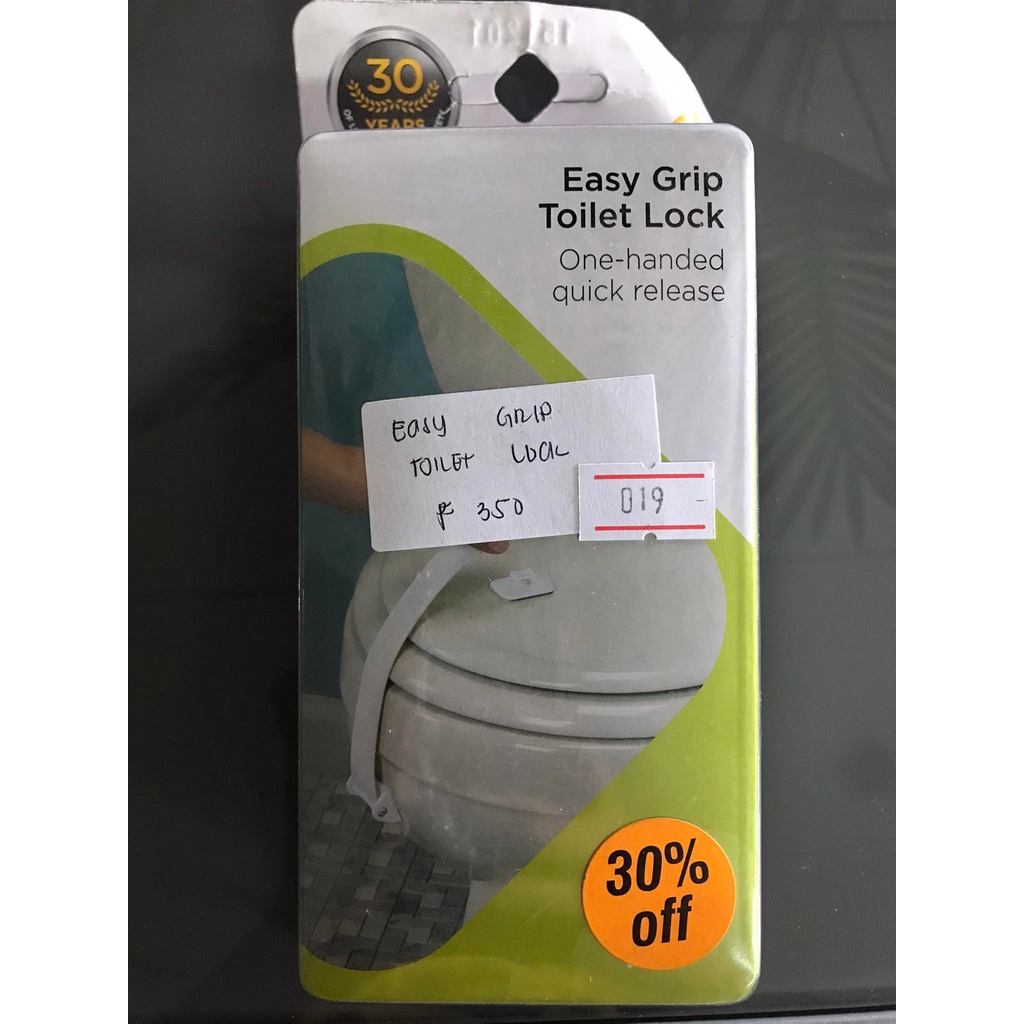 30
YEARS
Easy Grip
Toilet Lock
One-handed
quick release
EASY GRIP
TOILET LOCK
₱ 350
019
30%
off